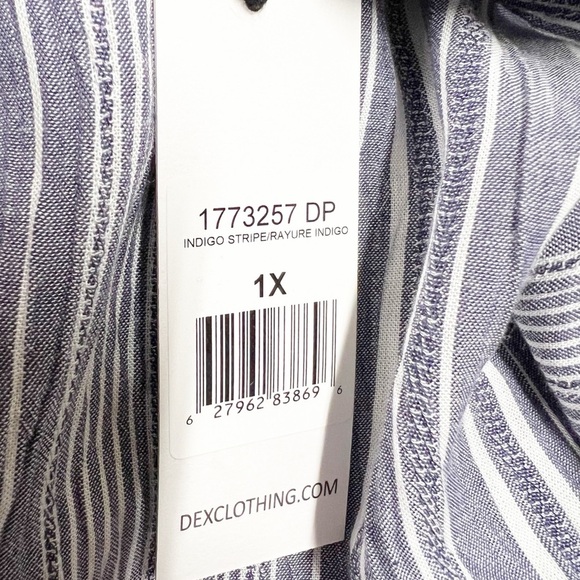 1773257 DP
INDIGO STRIPE/RAYURE INDIGO
1X
6 27962 83869 6
DEXCLOTHING.COM